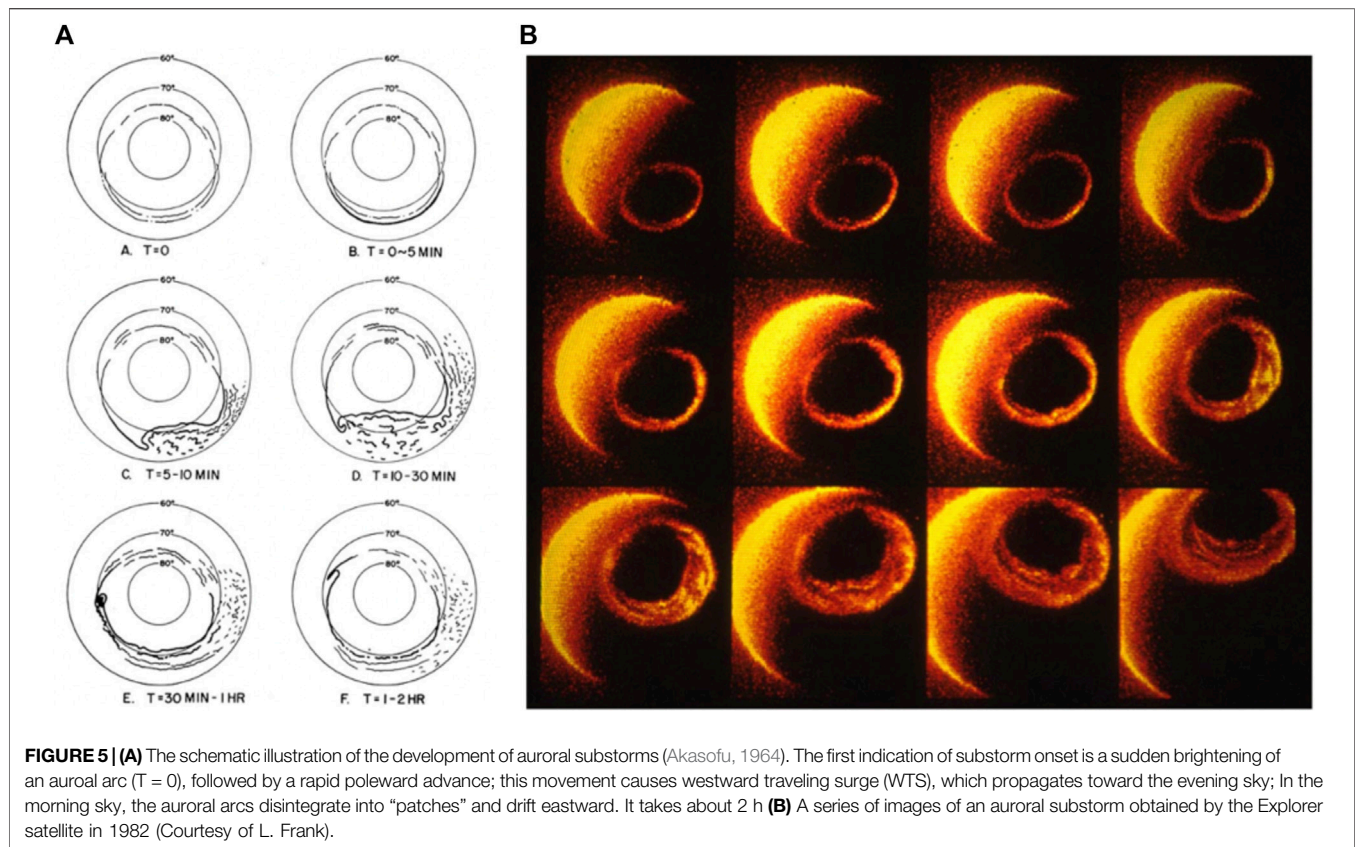 A
B
60°
70°
80°
A. T=0
60°
70°
80°
B. T=0~5 MIN
60°
70°
80°
C. T=5-10 MIN
60°
70°
80°
D. T=10-30 MIN
60°
70°
80°
E. T=30 MIN-1HR
60°
70°
80°
F. T=1-2HR
FIGURE 5 | (A) The schematic illustration of the development of auroral substorms (Akasofu, 1964). The first indication of substorm onset is a sudden brightening of
an auroal arc (T = 0), followed by a rapid poleward advance; this movement causes westward traveling surge (WTS), which propagates toward the evening sky; In the
morning sky, the auroral arcs disintegrate into “patches” and drift eastward. It takes about 2 h (B) A series of images of an auroral substorm obtained by the Explorer
satellite in 1982 (Courtesy of L. Frank).